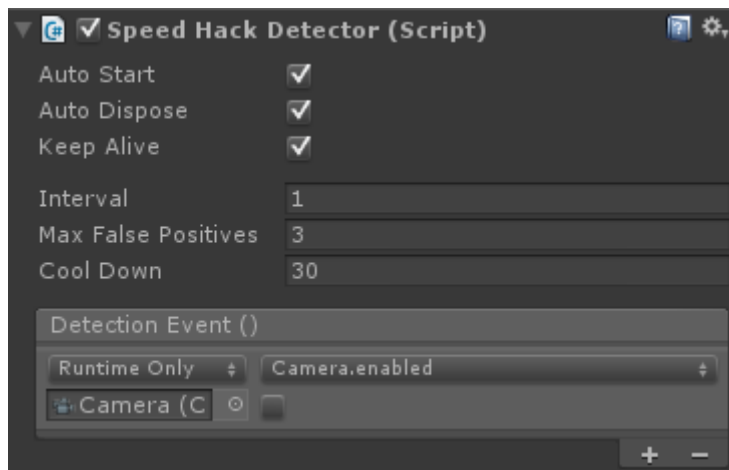 Speed Hack Detector (Script)
Auto Start
Auto Dispose
Keep Alive
Interval 1
Max False Positives 3
Cool Down 30
Detection Event ()
Runtime Only Camera.enabled
Camera (C
+ −